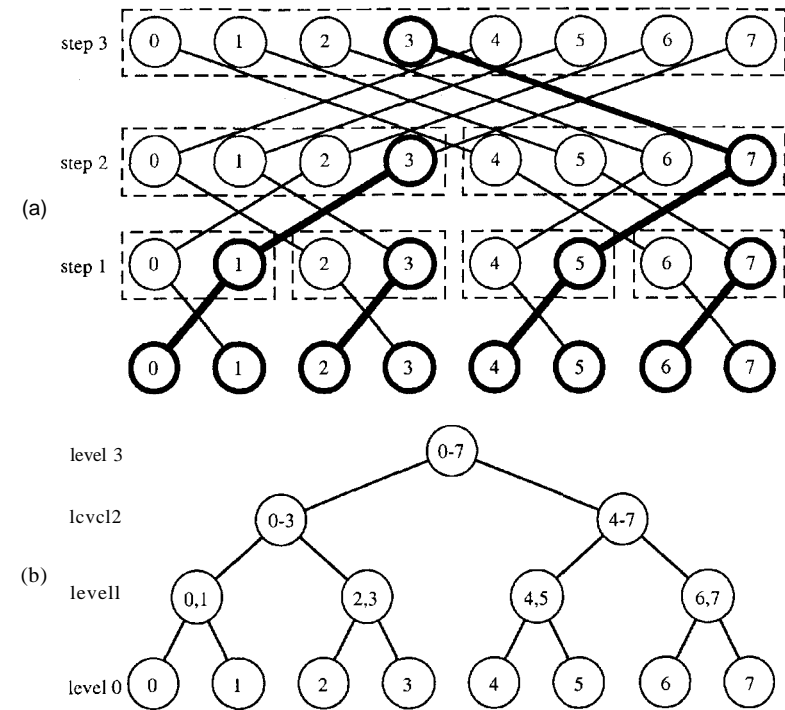 step 3 0 1 2 3 4 5 6 7
step 2 0 1 2 3 4 5 6 7
(a)
step 1 0 1 2 3 4 5 6 7
0 1 2 3 4 5 6 7
level 3 0-7
lcvcl2 0-3 4-7
(b)
levell1 0,1 2,3 4,5 6,7
level 0 0 1 2 3 4 5 6 7